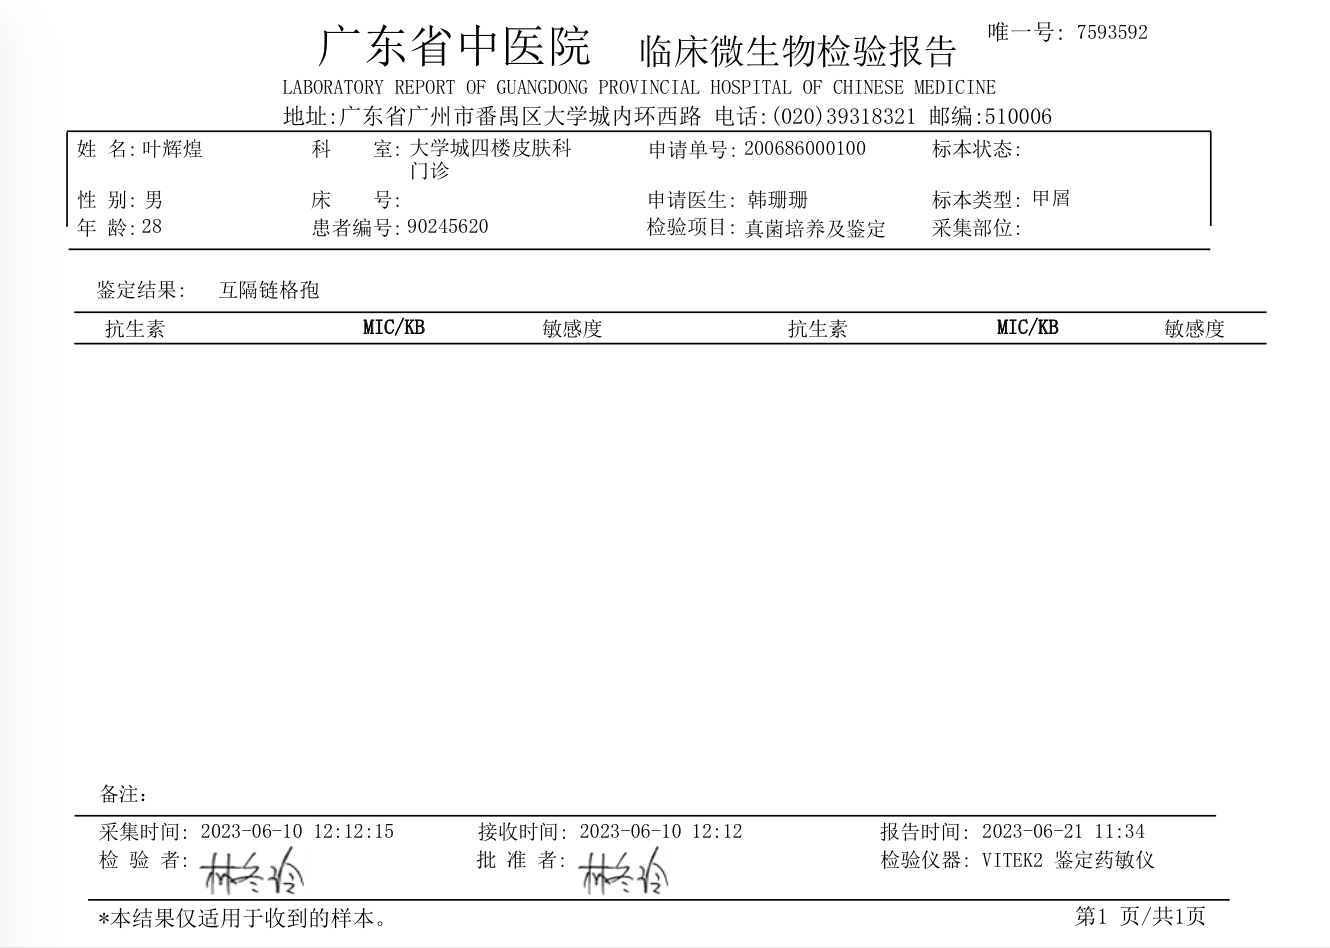 广东省中医院 临床微生物检验报告 唯一号: 7593592
LABORATORY REPORT OF GUANGDONG PROVINCIAL HOSPITAL OF CHINESE MEDICINE
地址:广东省广州市番禺区大学城内环西路 电话:(020)39318321 邮编:510006
姓 名: 叶辉煌 科 室: 大学城四楼皮肤科门诊 申请单号: 200686000100 标本状态:
性 别: 男 床 号: 申请医生: 韩珊珊 标本类型: 甲屑
年 龄: 28 患者编号: 90245620 检验项目: 真菌培养及鉴定 采集部位:
鉴定结果: 互隔链格孢
抗生素 MIC/KB 敏感度 抗生素 MIC/KB 敏感度
备注:
采集时间: 2023-06-10 12:12:15 接收时间: 2023-06-10 12:12 报告时间: 2023-06-21 11:34
检 验 者: 批 准 者: 检验仪器: VITEK2 鉴定药敏仪
*本结果仅适用于收到的样本。 第1 页/共1页